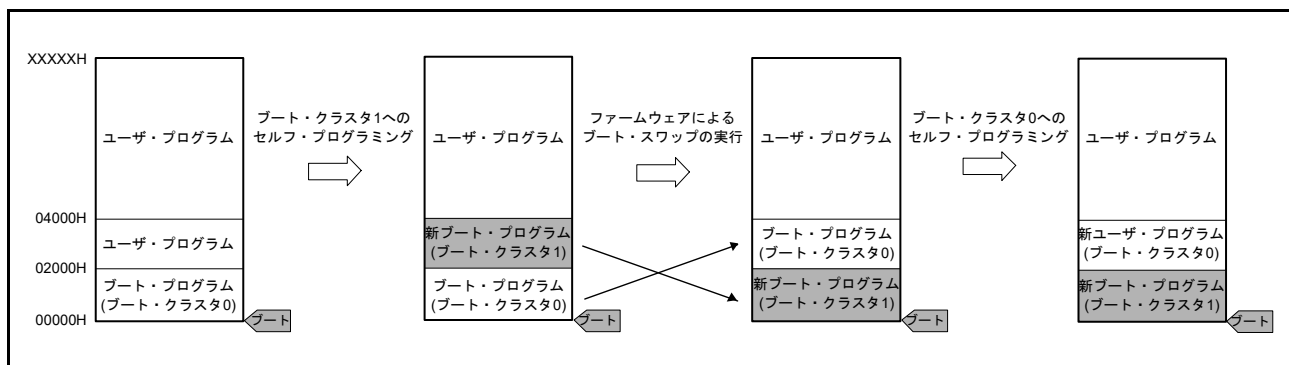 XXXXXH
04000H
02000H
00000H
ユーザ・プログラム
ユーザ・プログラム
ブート・プログラム
(ブート・クラスタ0)
ブート
ブート・クラスタ1への
セルフ・プログラミング
ユーザ・プログラム
新ブート・プログラム
(ブート・クラスタ1)
ブート・プログラム
(ブート・クラスタ0)
ブート
ファームウェアによる
ブート・スワップの実行
ユーザ・プログラム
ブート・プログラム
(ブート・クラスタ0)
新ブート・プログラム
(ブート・クラスタ1)
ブート
ブート・クラスタ0への
セルフ・プログラミング
ユーザ・プログラム
新ユーザ・プログラム
(ブート・クラスタ0)
新ブート・プログラム
(ブート・クラスタ1)
ブート